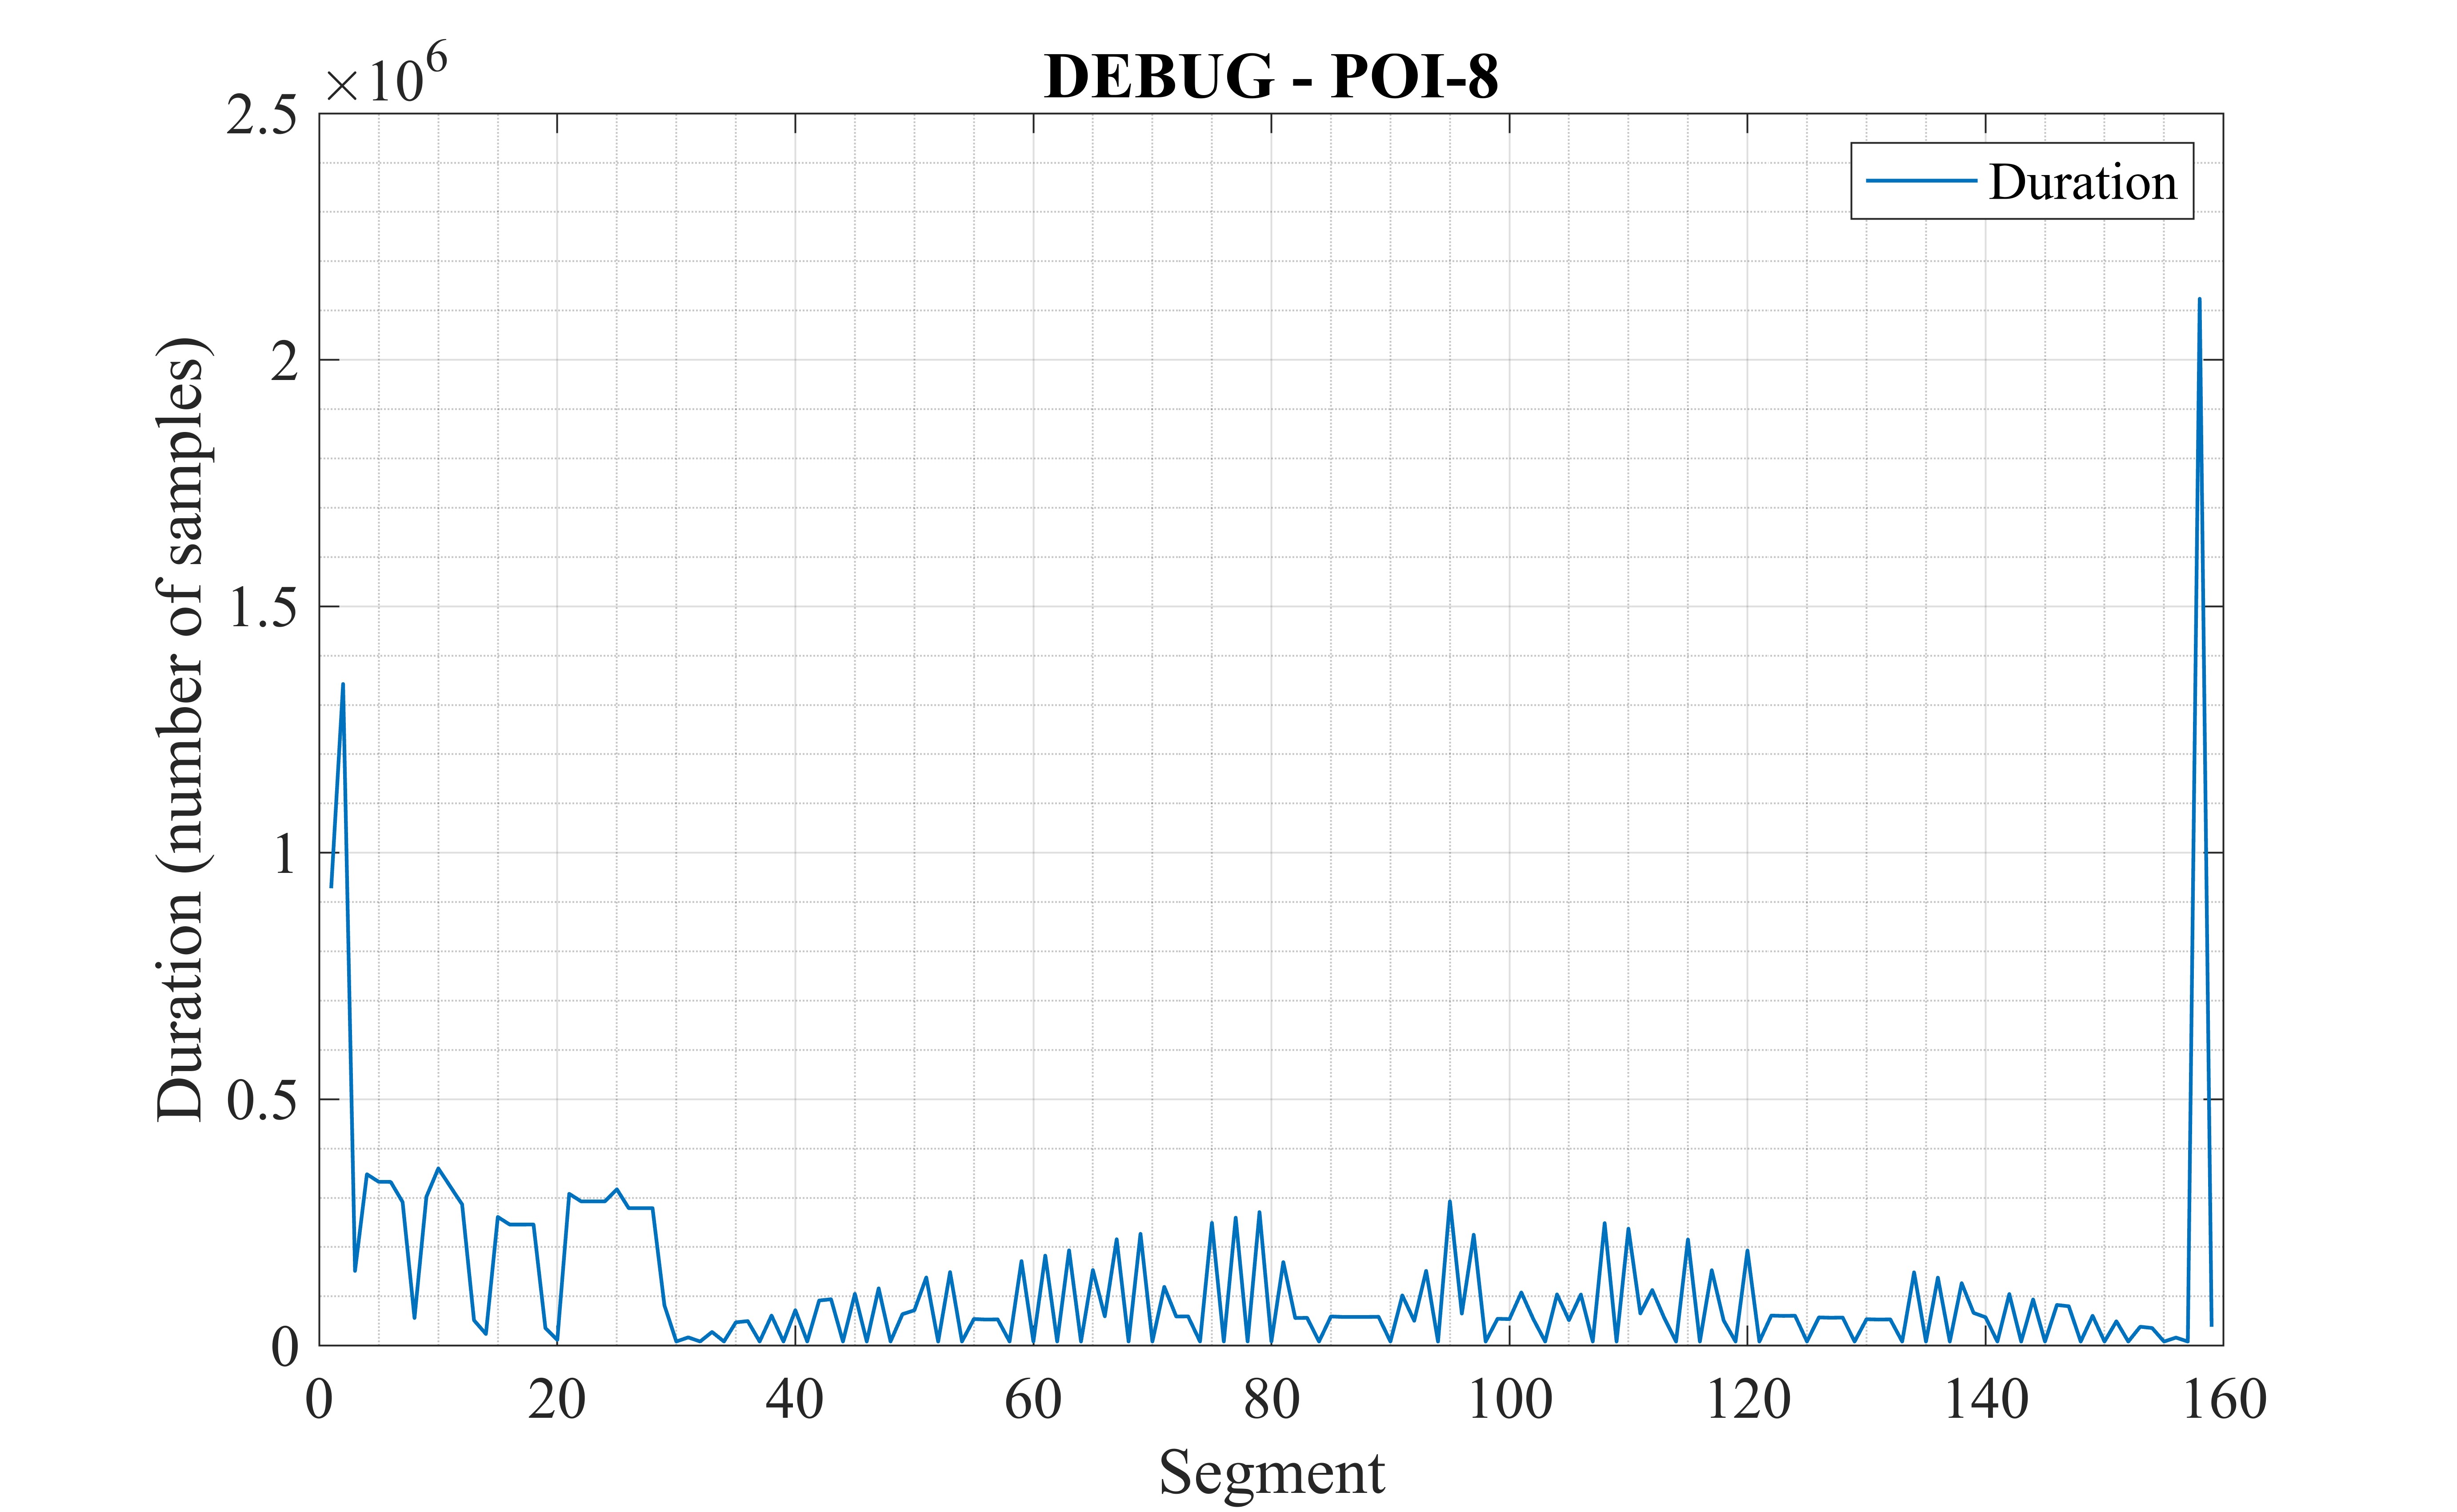 ×10⁶
DEBUG - POI-8
Duration
2.5
2
1.5
1
0.5
0
Duration (number of samples)
0 20 40 60 80 100 120 140 160
Segment